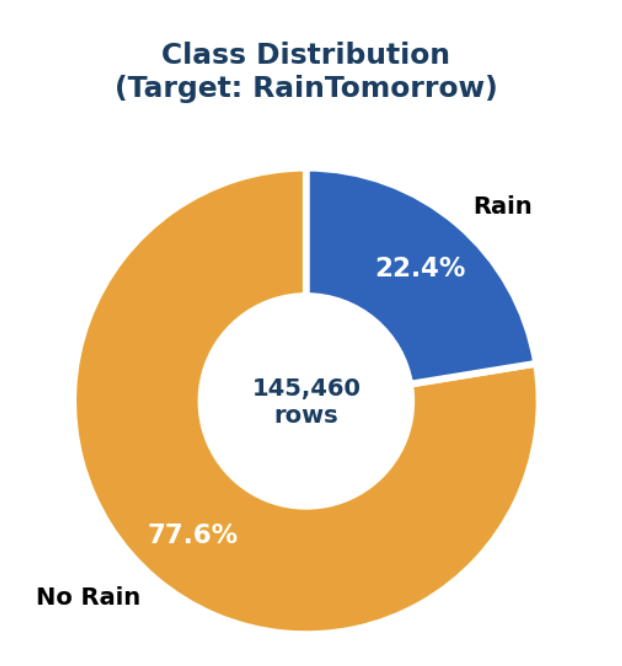 Class Distribution
(Target: RainTomorrow)
Rain
22.4%
145,460
rows
77.6%
No Rain